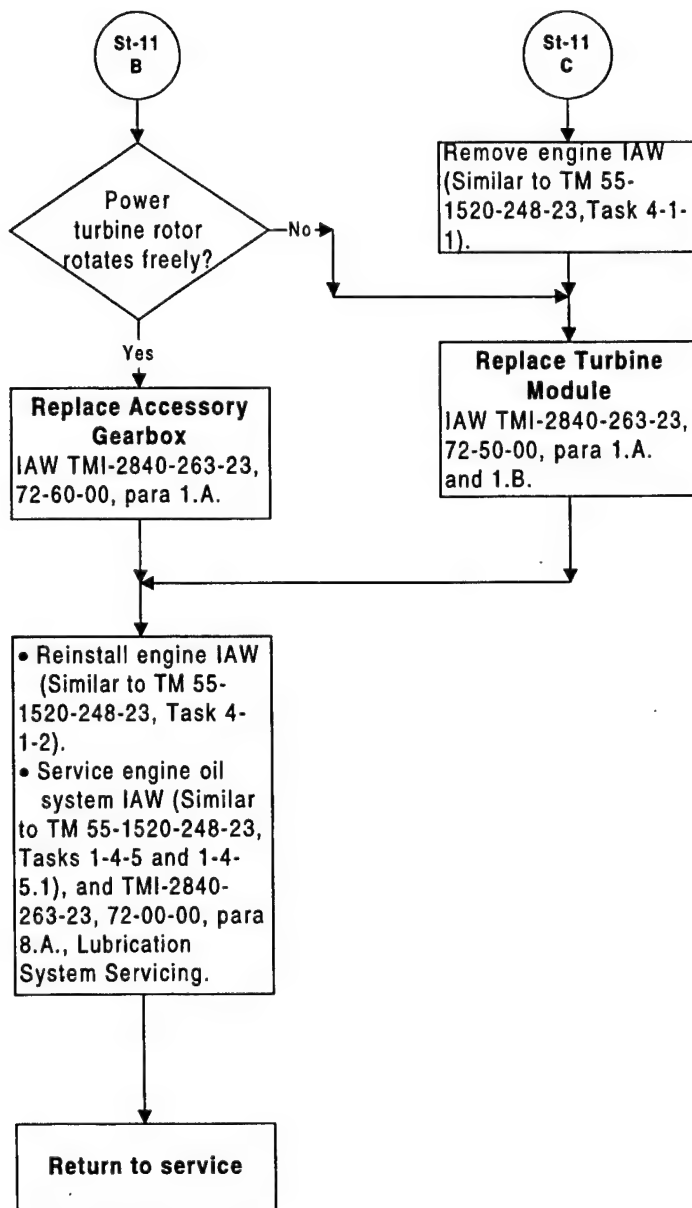 St-11
B
St-11
C
Power
turbine rotor
rotates freely?
No
Remove engine IAW
(Similar to TM 55-
1520-248-23,Task 4-1-
1).
Yes
Replace Accessory
Gearbox
IAW TMI-2840-263-23,
72-60-00, para 1.A.
Replace Turbine
Module
IAW TMI-2840-263-23,
72-50-00, para 1.A.
and 1.B.
• Reinstall engine IAW
(Similar to TM 55-
1520-248-23, Task 4-
1-2).
• Service engine oil
system IAW (Similar
to TM 55-1520-248-23,
Tasks 1-4-5 and 1-4-
5.1), and TMI-2840-
263-23, 72-00-00, para
8.A., Lubrication
System Servicing.
Return to service